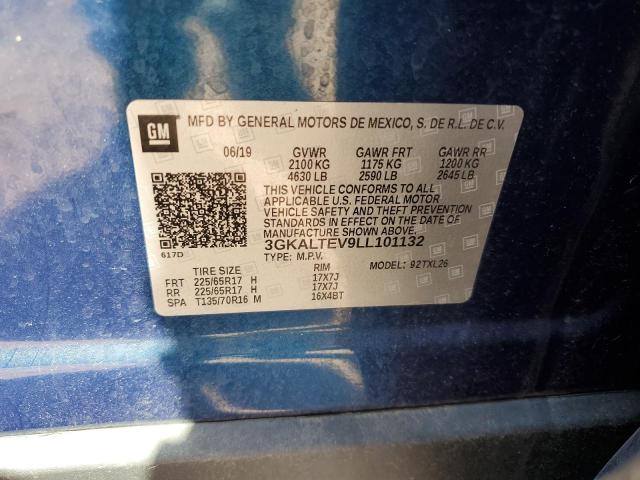 GM MFD BY GENERAL MOTORS DE MEXICO, S. DE R.L. DE C.V.
06/19 GVWR GAWR FRT GAWR RR
2100 KG 1175 KG 1200 KG
4630 LB 2590 LB 2645 LB
THIS VEHICLE CONFORMS TO ALL
APPLICABLE U.S. FEDERAL MOTOR
VEHICLE SAFETY AND THEFT PREVENTION
STANDARDS IN EFFECT ON THE DATE OF
617D 3GKALTEV9LL101132
TYPE: M.P.V. MODEL: 92TXL26
TIRE SIZE RIM
FRT 225/65R17 H 17X7J
RR 225/65R17 H 17X7J
SPA T135/70R16 M 16X4BT